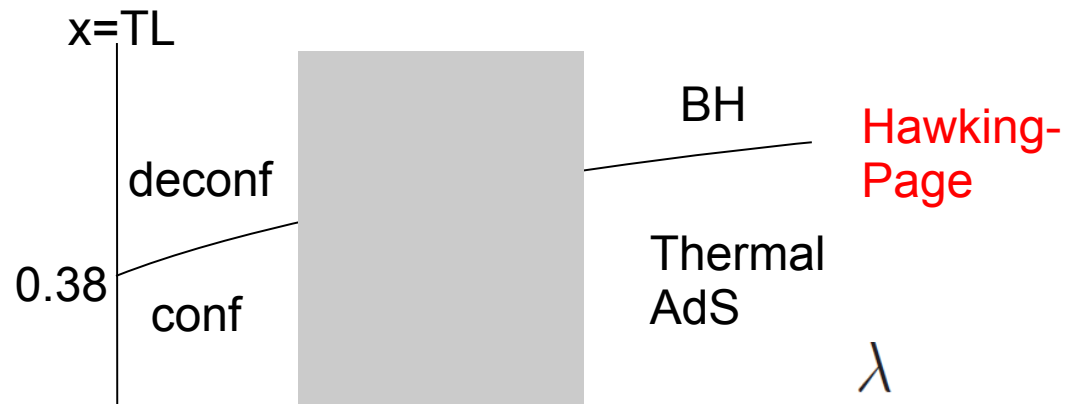 x=TL
BH
Hawking-
Page
deconf
Thermal
AdS
0.38
conf
λ